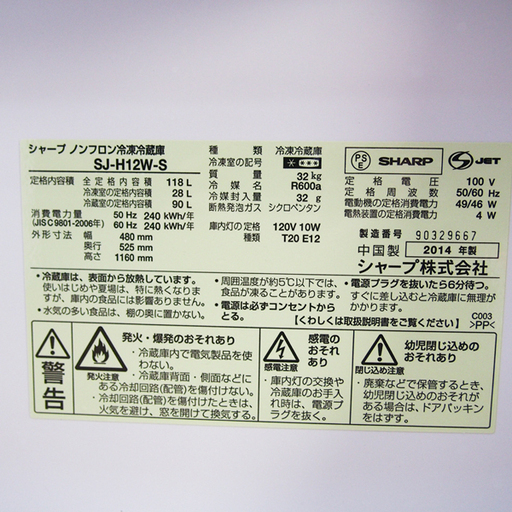 シャープ ノンフロン冷凍冷蔵庫
SJ-H12W-S
定格内容積 全定格内容積 118 L
冷凍室の定格内容積 28 L
冷蔵室の定格内容積 90 L
消費電力量 50 Hz 240 kWh/年
(JIS C 9801-2006年) 60 Hz 240 kWh/年
外形寸法 幅 480 mm
奥行 525 mm
高さ 1160 mm
種類 冷凍冷蔵庫
冷凍室の記号
質量 32 kg
冷媒名 R600a
冷媒封入量 32 g
断熱発泡ガス シクロペンタン
庫内灯の定格 120V 10W
種類 T20 E12
PS
E
SHARP
S JET
定格電圧 100 V
定格周波数 50/60 Hz
電動機の定格消費電力 49/46 W
電熱装置の定格消費電力 4 W
製造番号 90329667
中国製 2014 年製
シャープ株式会社
・冷蔵庫は、表面から放熱しています。
使いはじめや夏場は、特に熱くなりま
すが、庫内の食品には影響ありません。
・水気の多い食品は、棚の奥に置かない。
・周囲温度が約5℃以下では、
食品が凍ることがあります。
・電源は必ずコンセントから
とる。
・電源プラグを抜いたら6分待つ。
すぐに差し込むと冷蔵庫に無理が
かかります。
【くわしくは取扱説明書をご覧ください】
C003
>PP<
警告
発火注意
発火・爆発のおそれあり
・冷蔵庫内で電気製品を使
わない。
・冷蔵庫背面・側面などに
ある冷却回路(配管)を傷付けない。
・冷却回路(配管)を傷付けたときは、
火気を避け、窓を開けて換気する。
感電注意
感電の
おそれ
あり
・庫内灯の交換や
冷蔵庫のお手入
れ時は、電源プ
ラグを抜く。
閉じ込め注意
幼児閉じ込めの
おそれあり
・廃棄などで保管するとき、
幼児閉じ込めのおそれが
ある場合は、ドアパッキン
をはずす。